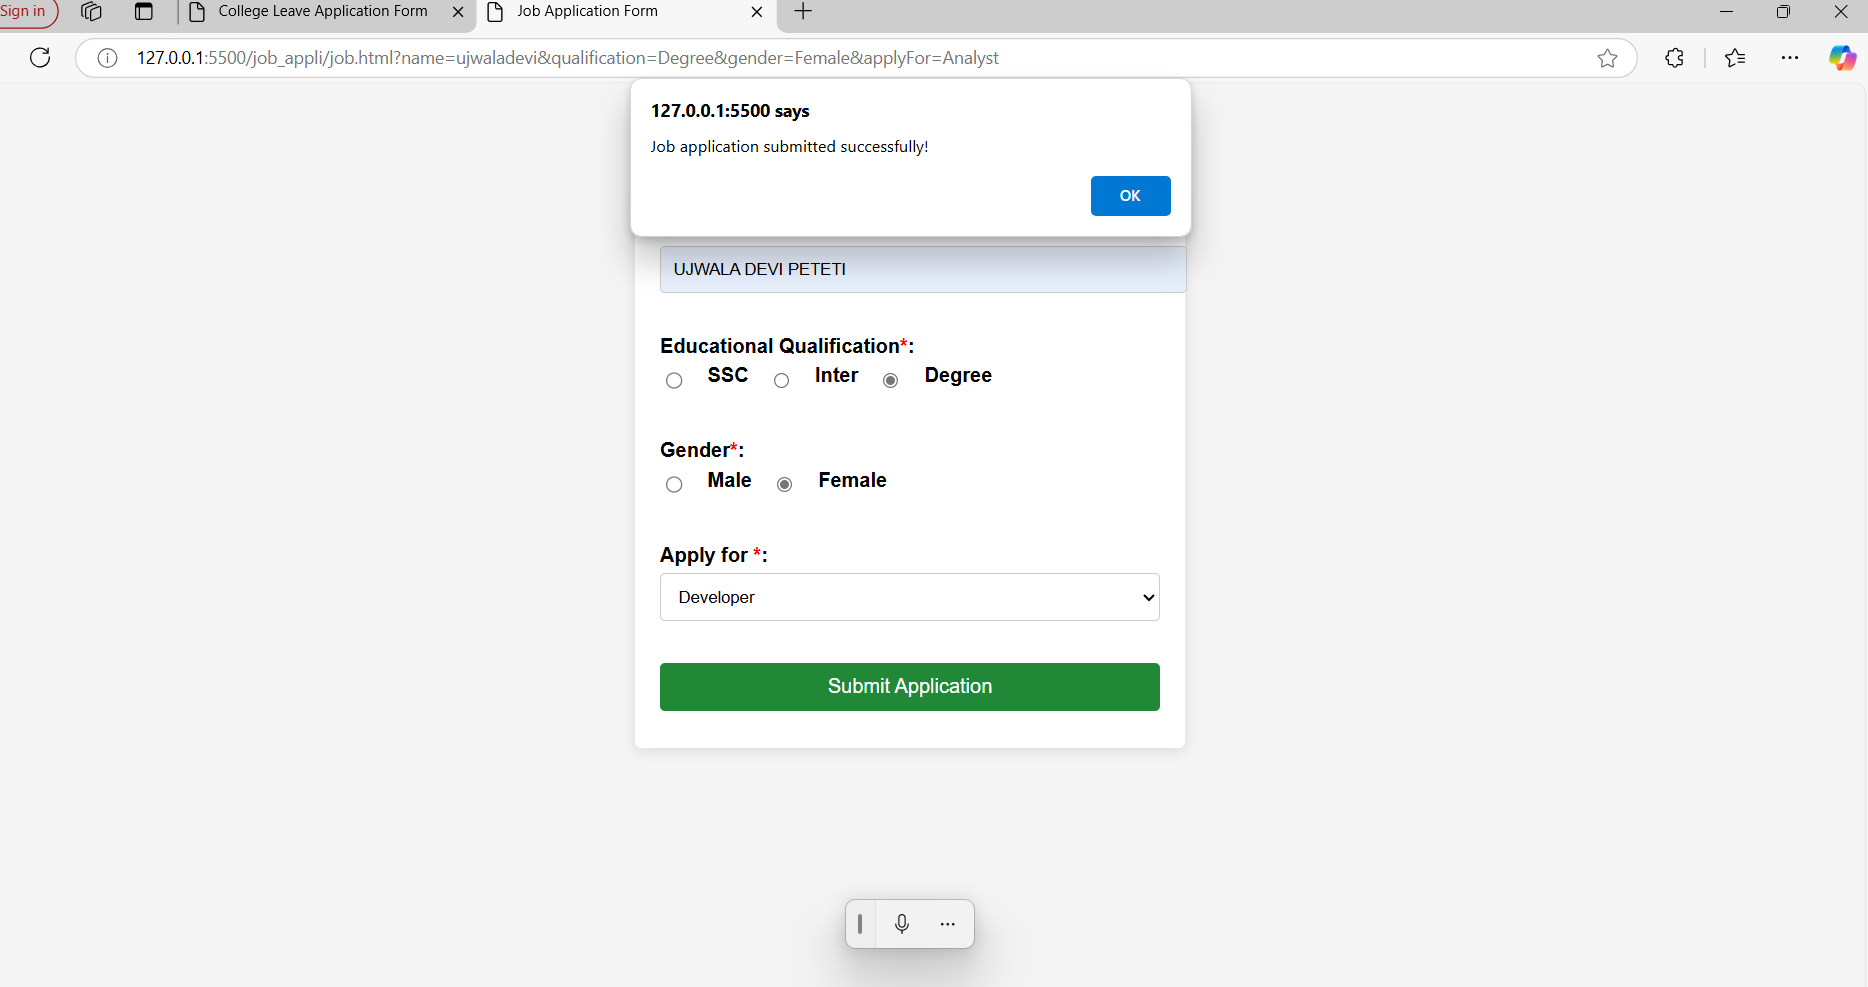 Sign in
College Leave Application Form
Job Application Form
127.0.0.1:5500/job_appli/job.html?name=ujwaladevi&qualification=Degree&gender=Female&applyFor=Analyst
127.0.0.1:5500 says
Job application submitted successfully!
OK
UJWALA DEVI PETETI
Educational Qualification*:
SSC Inter Degree
Gender*:
Male Female
Apply for *:
Developer
Submit Application